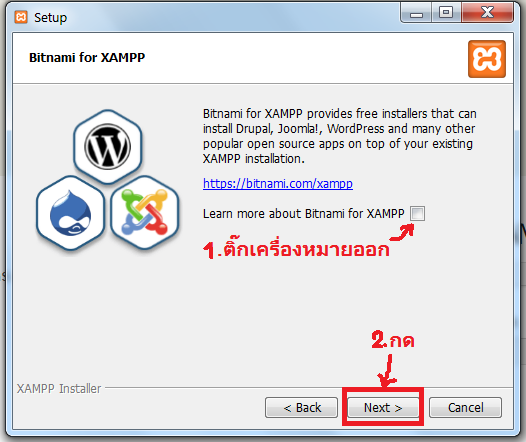 Setup
Bitnami for XAMPP
Bitnami for XAMPP provides free installers that can
install Drupal, Joomla!, WordPress and many other
popular open source apps on top of your existing
XAMPP installation.
https://bitnami.com/xampp
Learn more about Bitnami for XAMPP
1.ติ๊กเครื่องหมายออก
2.กด
XAMPP Installer
< Back
Next >
Cancel